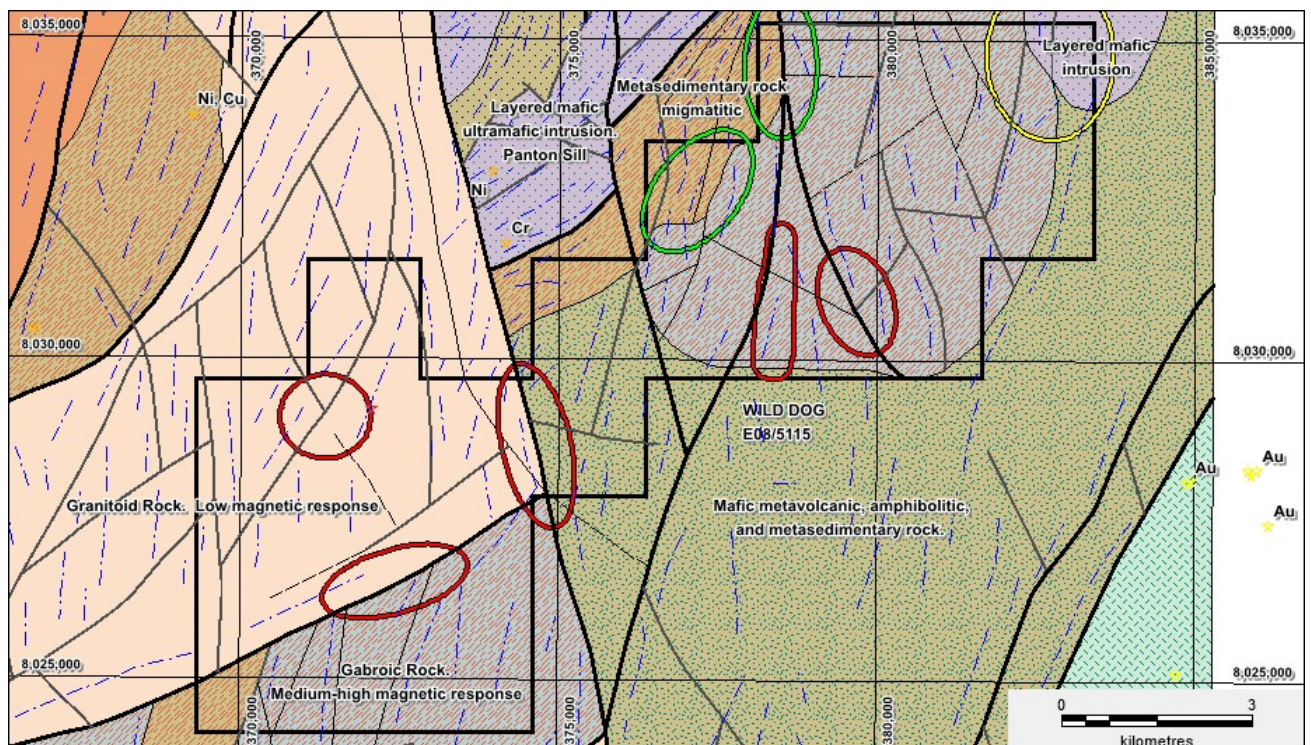 8,035,000
370,000
375,000
380,000
385,000
8,035,000
Layered mafic
intrusion
Ni, Cu
Metasedimentary rock
migmatitic
Layered mafic
ultramafic intrusion.
Panton Sill
Ni
Cr
8,030,000
8,030,000
WILD DOG
E08/5115
Au
Au
Au
Granitoid Rock. Low magnetic response
Mafic metavolcanic, amphibolitic,
and metasedimentary rock.
8,025,000
8,025,000
Gabroic Rock.
Medium-high magnetic response
370,000
375,000
380,000
0 3
kilometres